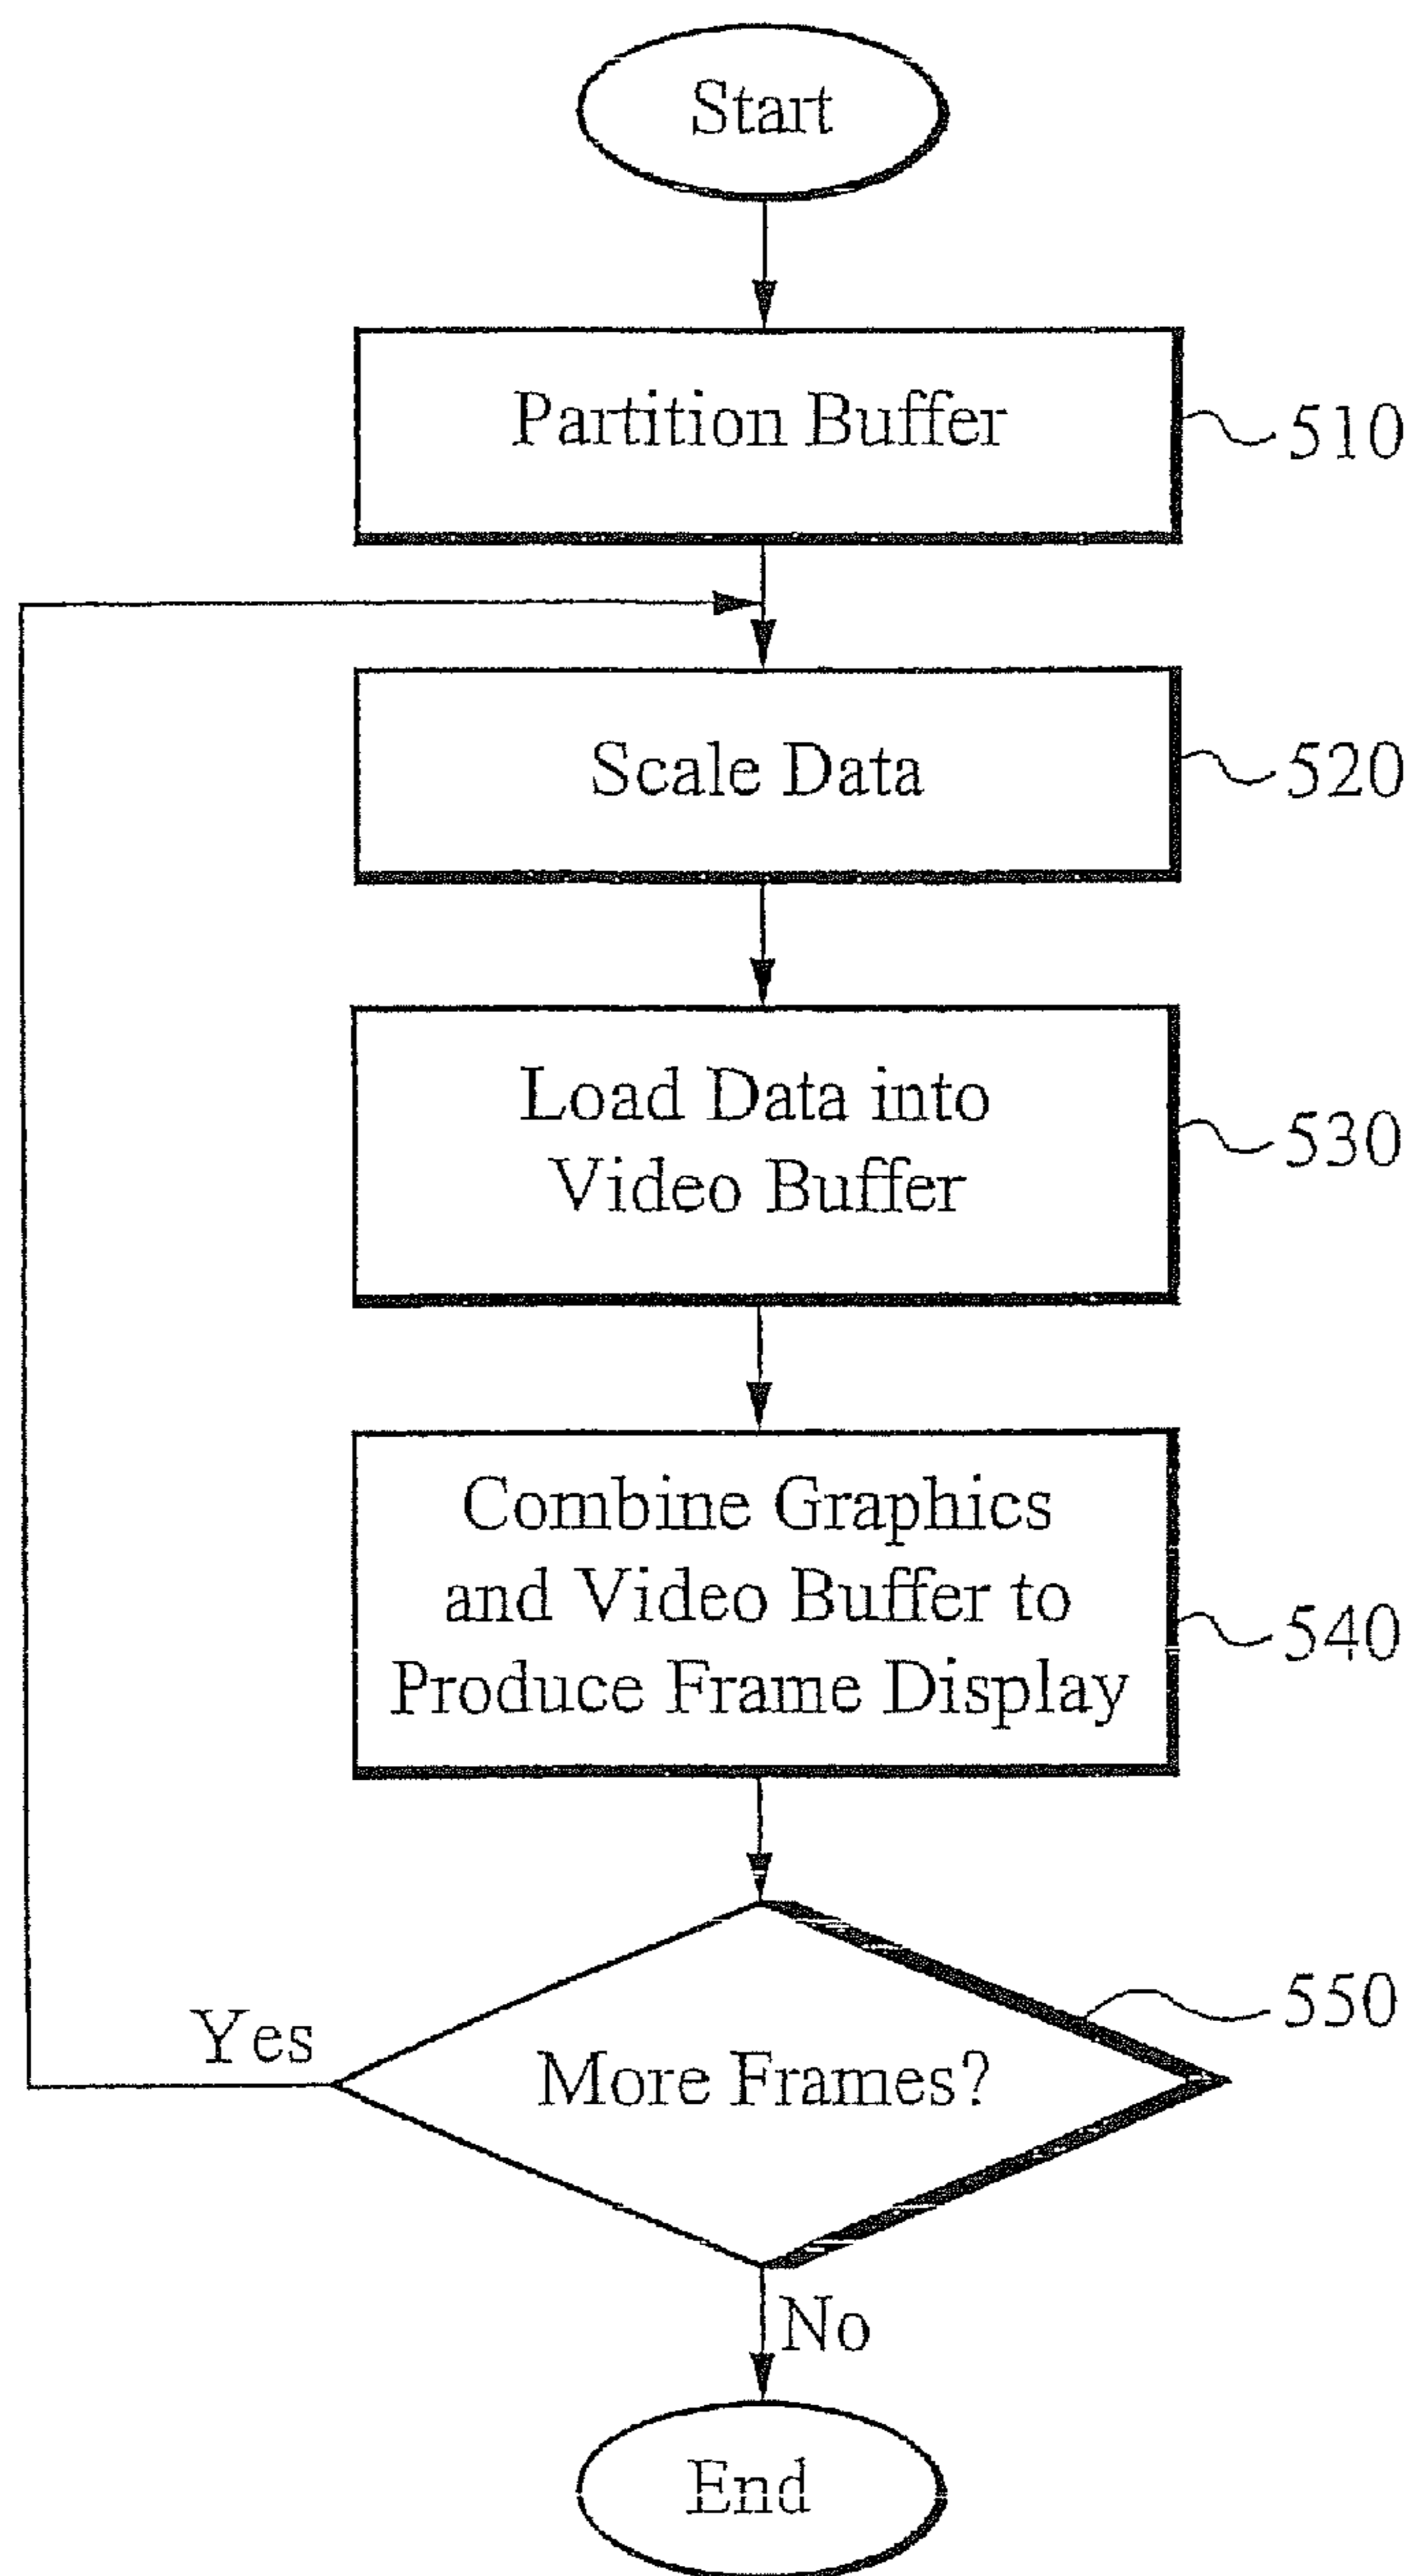 Start
Partition Buffer
510
Scale Data
520
Load Data into
Video Buffer
530
Combine Graphics
and Video Buffer to
Produce Frame Display
540
More Frames?
550
Yes
No
End